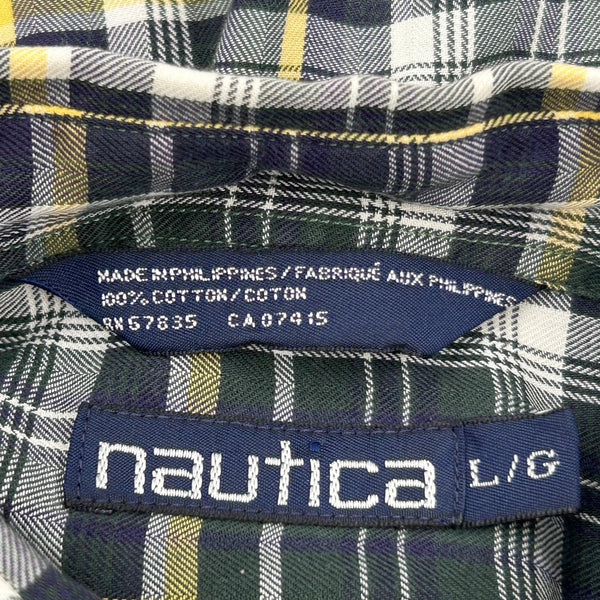 MADE IN PHILIPPINES / FABRIQUÉ AUX PHILIPPINES
100% COTTON / COTON
RN 57835 CA 07415
nautica L/G